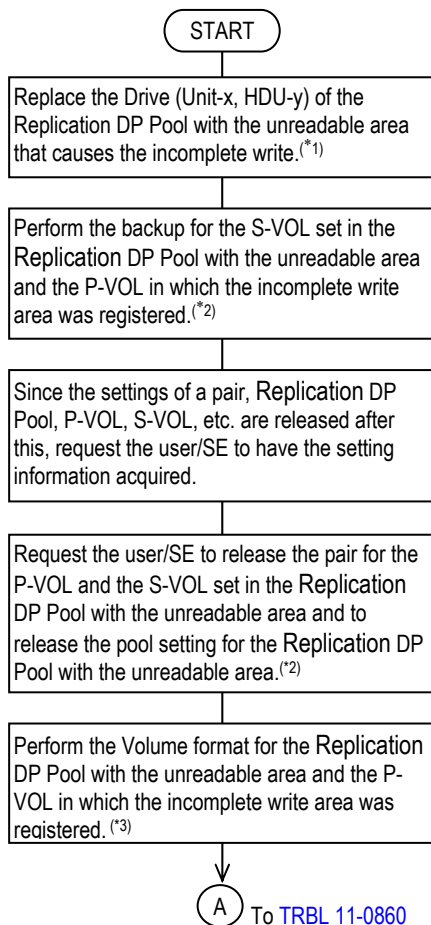 START
Replace the Drive (Unit-x, HDU-y) of the
Replication DP Pool with the unreadable area
that causes the incomplete write.(*1)
Perform the backup for the S-VOL set in the
Replication DP Pool with the unreadable area
and the P-VOL in which the incomplete write
area was registered.(*2)
Since the settings of a pair, Replication DP
Pool, P-VOL, S-VOL, etc. are released after
this, request the user/SE to have the setting
information acquired.
Request the user/SE to release the pair for the
P-VOL and the S-VOL set in the Replication
DP Pool with the unreadable area and to
release the pool setting for the Replication DP
Pool with the unreadable area.(*2)
Perform the Volume format for the Replication
DP Pool with the unreadable area and the P-
VOL in which the incomplete write area was
registered. (*3)
A To TRBL 11-0860